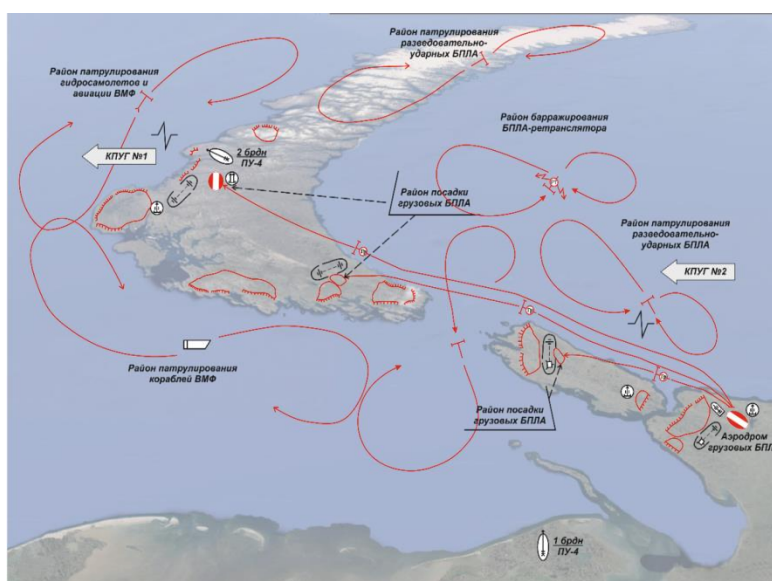 Район патрулирования
разведовательно-
ударных БПЛА
Район патрулирования
гидросамолетов и
авиации ВМФ
КПУГ №1
2 брдн
ПУ-4
Район барражирования
БПЛА-ретранслятора
Район посадки
грузовых БПЛА
Район патрулирования
разведовательно-
ударных БПЛА
КПУГ №2
Район патрулирования
кораблей ВМФ
Район посадки
грузовых БПЛА
Аэродром
грузовых БПЛ
1 брдн
ПУ-4